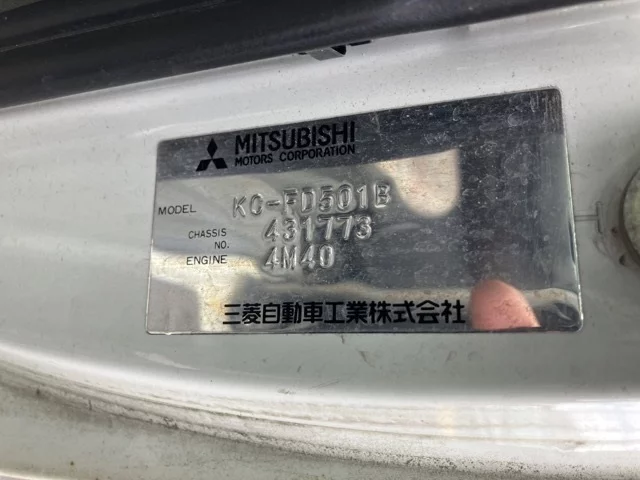 MITSUBISHI
MOTORS CORPORATION
MODEL KC-FD501B
CHASSIS NO. 431773
ENGINE 4M40
三菱自動車工業株式会社